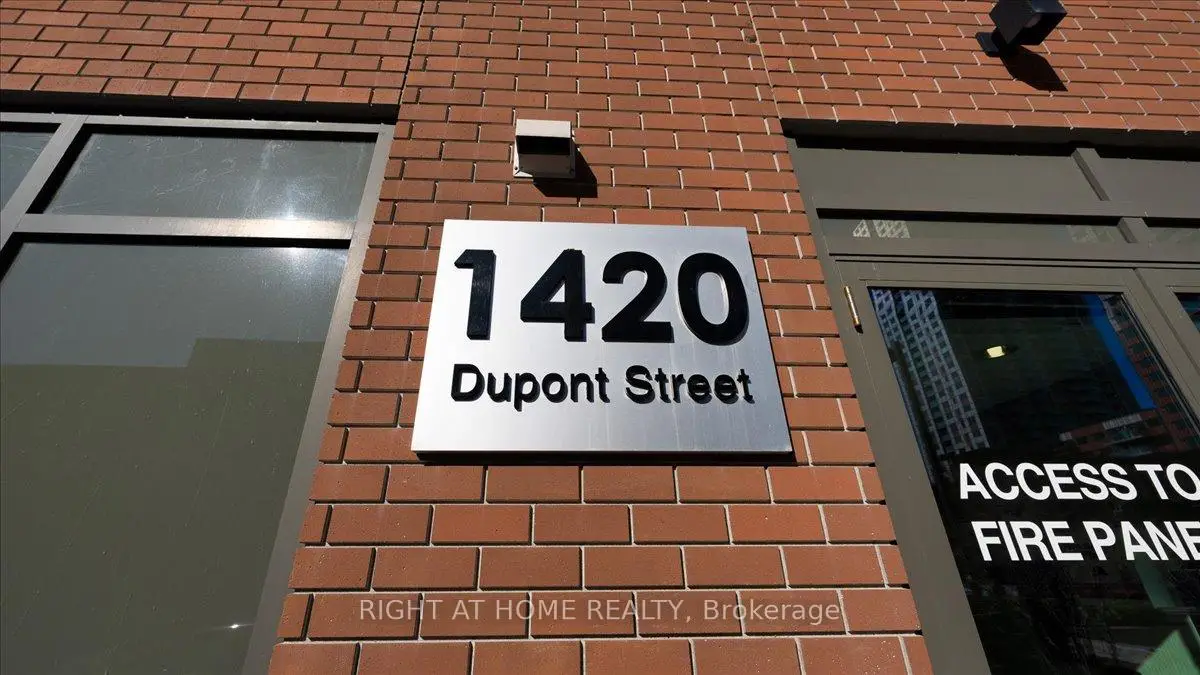 1420
Dupont Street
ACCESS TO
FIRE PANE
RIGHT AT HOME REALTY, Brokerage